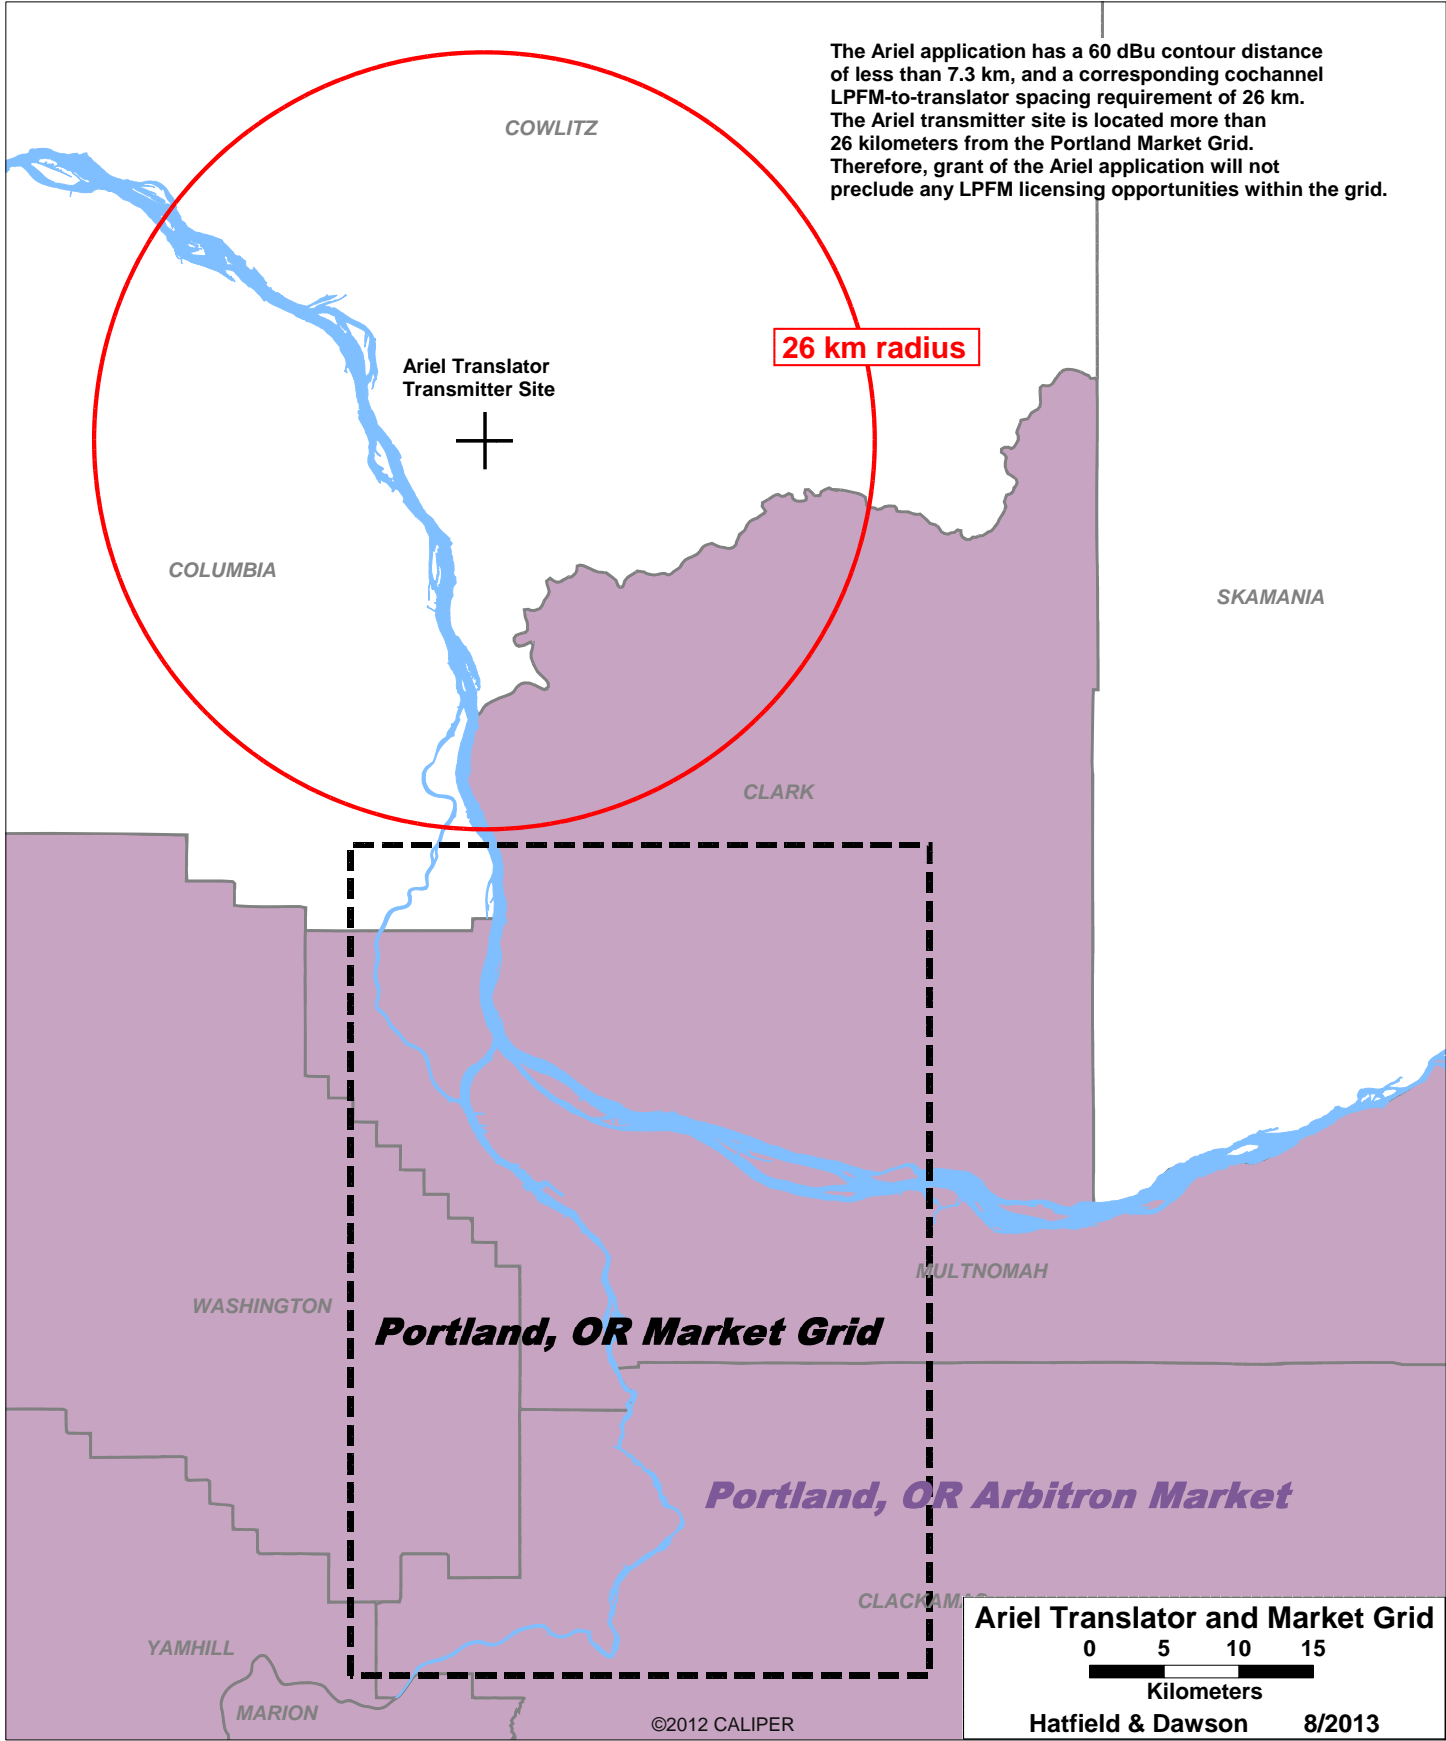 The Ariel application has a 60 dBu contour distance
of less than 7.3 km, and a corresponding cochannel
LPFM-to-translator spacing requirement of 26 km.
The Ariel transmitter site is located more than
26 kilometers from the Portland Market Grid.
Therefore, grant of the Ariel application will not
preclude any LPFM licensing opportunities within the grid.
COWLITZ
26 km radius
Ariel Translator
Transmitter Site
COLUMBIA
SKAMANIA
CLARK
MULTNOMAH
WASHINGTON
Portland, OR Market Grid
Portland, OR Arbitron Market
CLACKAMAS
YAMHILL
MARION
©2012 CALIPER
Ariel Translator and Market Grid
0 5 10 15
Kilometers
Hatfield & Dawson 8/2013